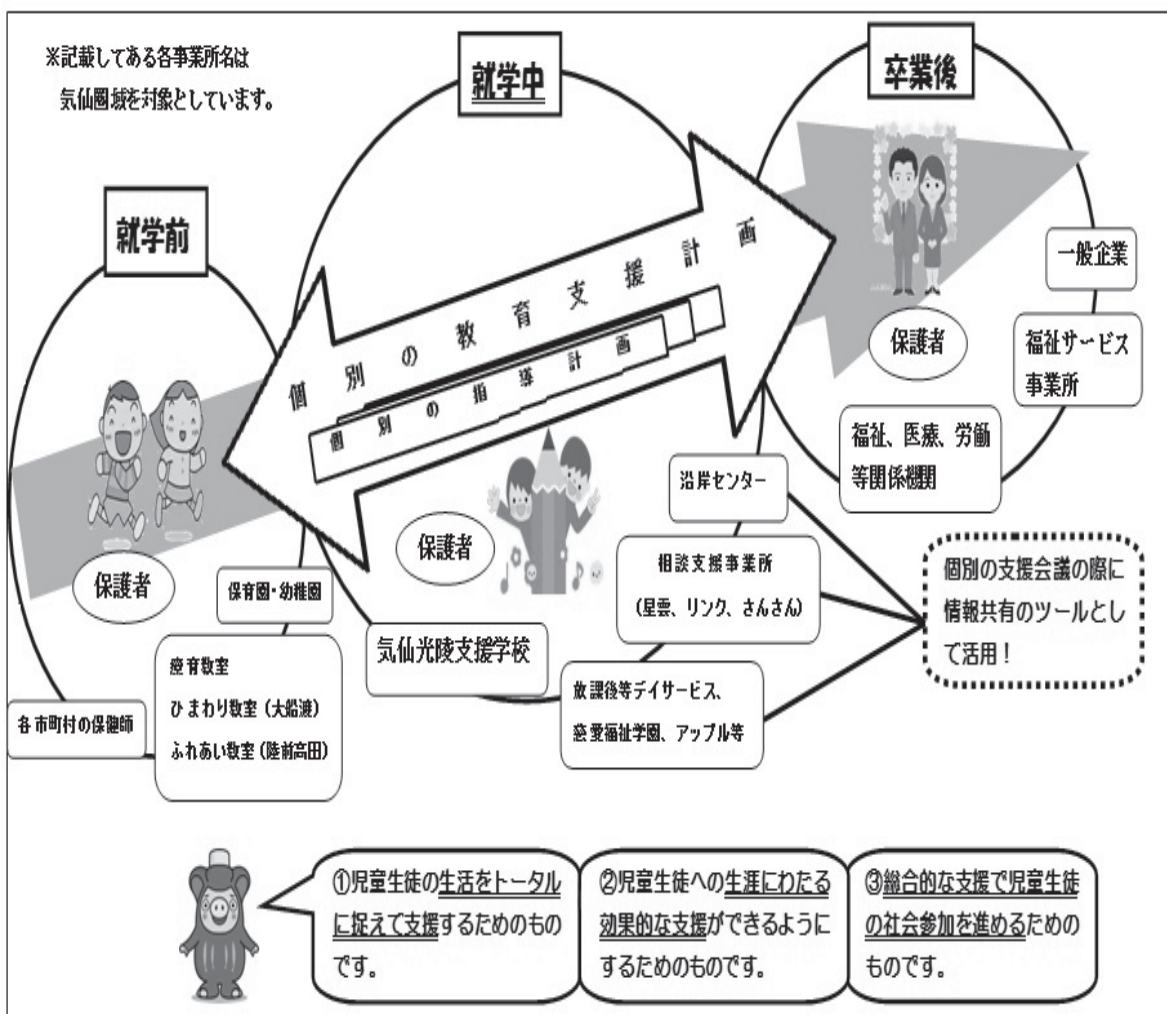 ※記載してある各事業所名は
気仙圏域を対象としています。
就学前
就学中
卒業後
個別の教育支援計画
個別の指導計画
保護者
保育園・幼稚園
療育教室
ひまわり教室（大船渡）
ふれあい教室（陸前高田）
各市町村の保健師
保護者
気仙光陵支援学校
沿岸センター
相談支援事業所
（星雲、リンク、さんさん）
放課後等デイサービス、
慈愛福祉学園、アップル等
保護者
一般企業
福祉サービス
事業所
福祉、医療、労働
等関係機関
個別の支援会議の際に
情報共有のツールとし
て活用！
①児童生徒の生活をトータル
に捉えて支援するためのもの
です。
②児童生徒への生涯にわたる
効果的な支援ができるように
するためのものです。
③総合的な支援で児童生徒
の社会参加を進めるための
ものです。